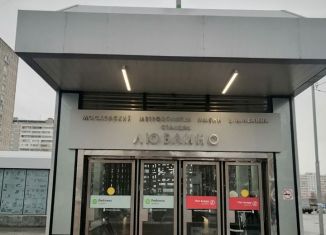 МОСКОВСКИЙ МЕТРОПОЛИТЕН ИМЕНИ В.И.ЛЕНИНА
СТАНЦИЯ
ЛЮБЛИНО